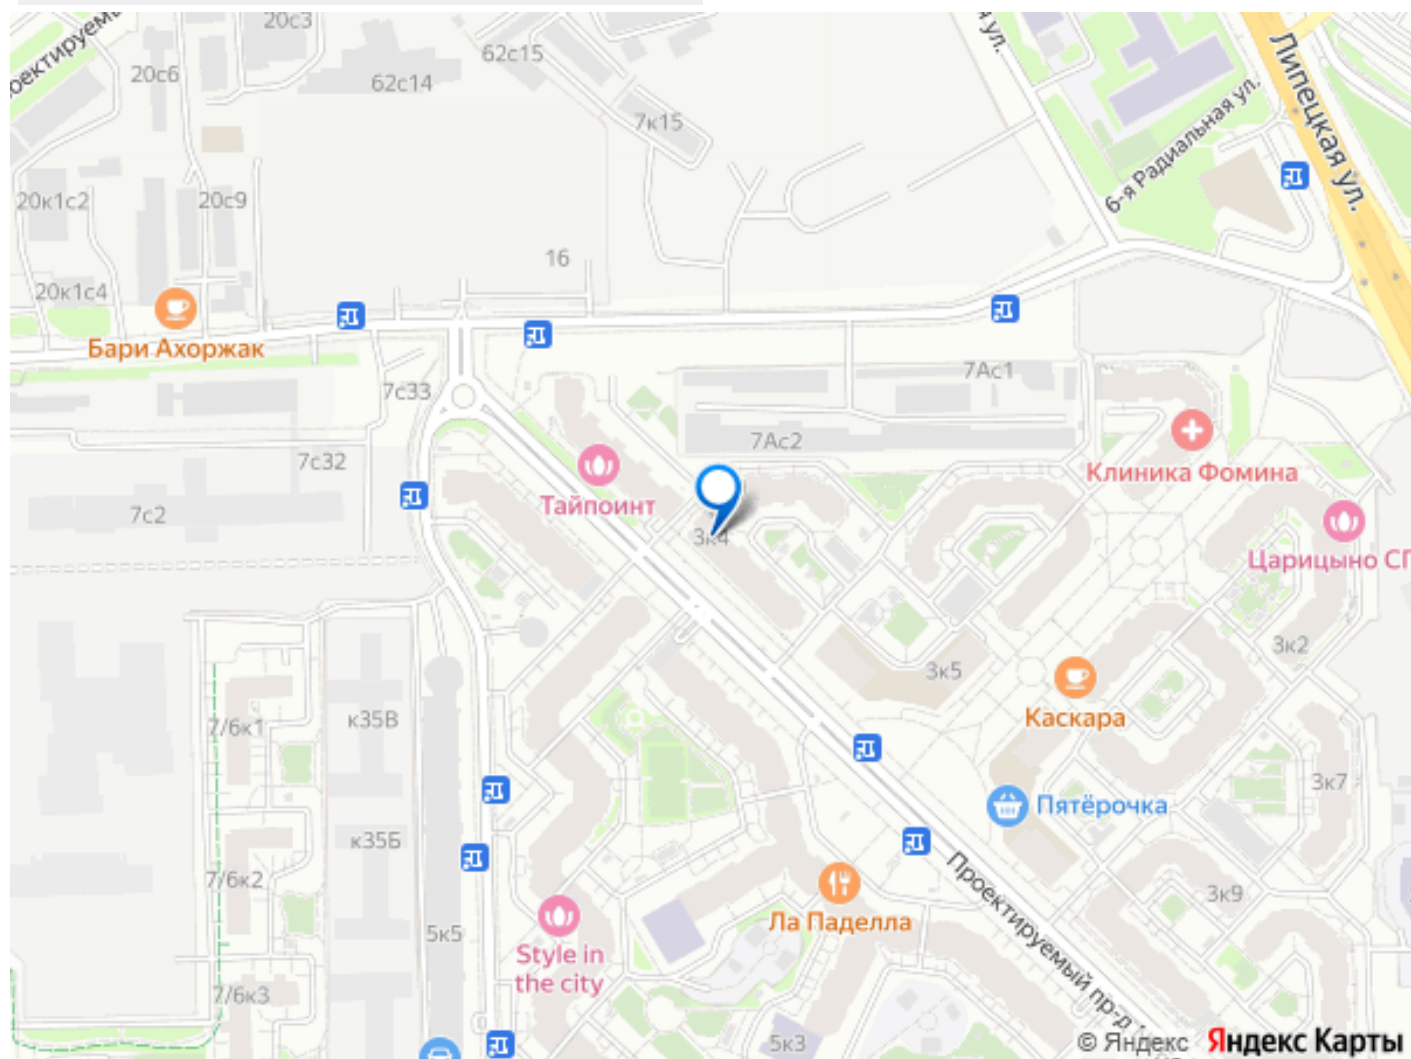 20с3
62с15
20с6
62с14
7к15
Липецкая ул.
6-я Радиальная ул.
20к1с2
20с9
16
20к1с4
Бари Ахоржак
7с33
7Ас1
7Ас2
7с32
Клиника Фомина
Тайпоинт
7с2
3к4
Царицыно СП
3к2
3к5
Каскара
7/6к1
к35В
3к7
Пятёрочка
к35Б
7/6к2
3к9
Ла Паделла
5к5
Style in
the city
Проектируемый пр-д
7/6к3
5к3
© Яндекс Яндекс Карты